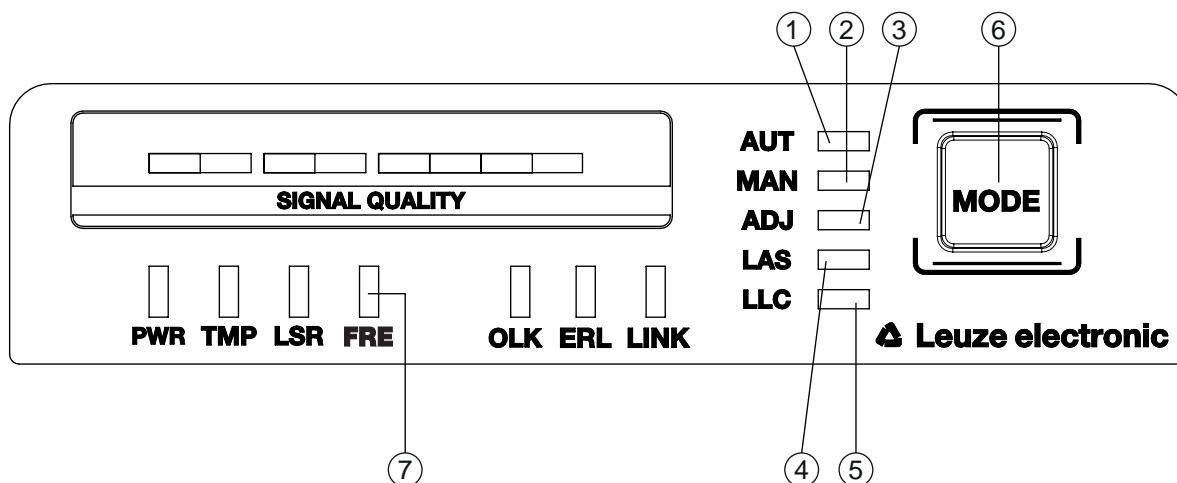 1 2 3 6
AUT
MAN
ADJ
LAS
LLC
MODE
SIGNAL QUALITY
PWR TMP LSR FRE OLK ERL LINK
Leuze electronic
7 4 5